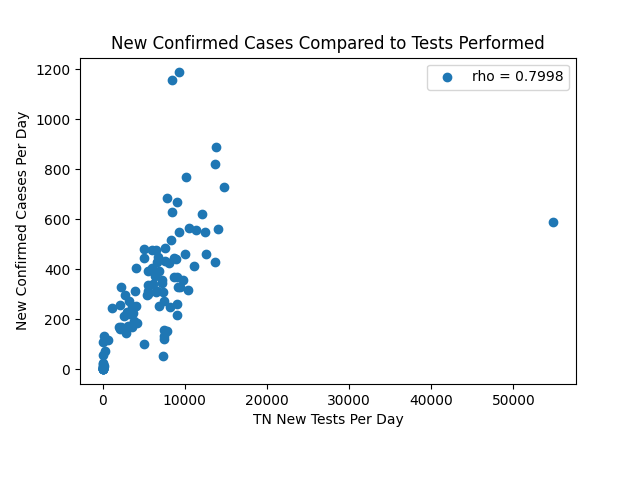 New Confirmed Cases Compared to Tests Performed
rho = 0.7998
New Confirmed Caeses Per Day
1200
1000
800
600
400
200
0
0 10000 20000 30000 40000 50000
TN New Tests Per Day